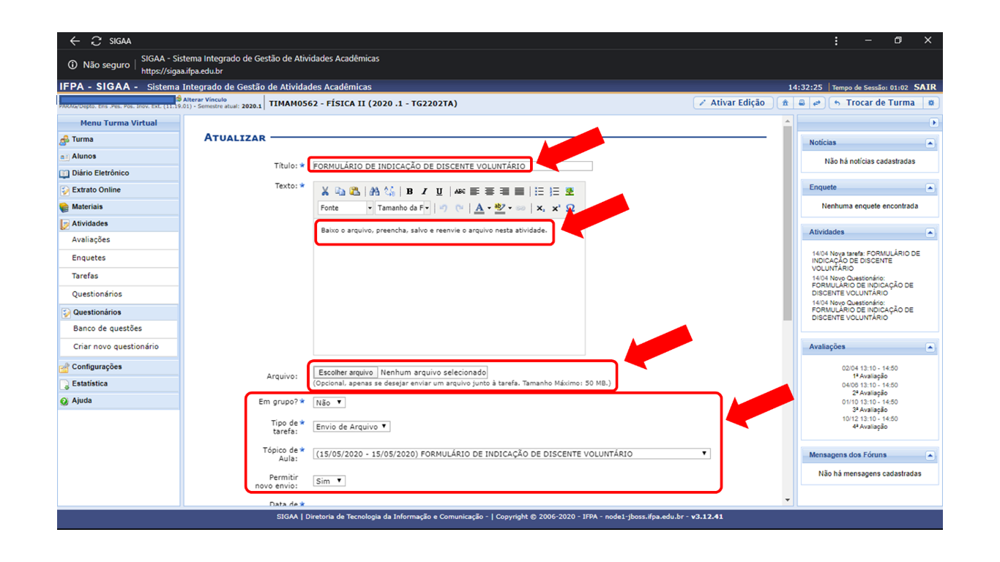 SIGAA
Não seguro
SIGAA - Sistema Integrado de Gestão de Atividades Acadêmicas
https://sigaa.ifpa.edu.br
IFPA - SIGAA - Sistema Integrado de Gestão de Atividades Acadêmicas
14:32:25 Tempo de Sessão: 01:02 SAIR
Alterar Vínculo
PARAG/Depto. Ens .Pes. Pos. Inov. Ext. (11.19.01) - Semestre atual: 2020.1
TIMAM0562 - FÍSICA II (2020 .1 - TG2202TA)
Ativar Edição
Trocar de Turma
Menu Turma Virtual
Turma
Alunos
Diário Eletrônico
Extrato Online
Materiais
Atividades
Avaliações
Enquetes
Tarefas
Questionários
Questionários
Banco de questões
Criar novo questionário
Configurações
Estatística
Ajuda
ATUALIZAR
Título: FORMULÁRIO DE INDICAÇÃO DE DISCENTE VOLUNTÁRIO
Texto:
B I U ABC
Fonte Tamanho da F
Baixo o arquivo, preencha, salvo e reenvie o arquivo nesta atividade.
Arquivo: Escolher arquivo Nenhum arquivo selecionado
(Opcional, apenas se desejar enviar um arquivo junto à tarefa. Tamanho Máximo: 50 MB.)
Em grupo? Não
Tipo de tarefa: Envio de Arquivo
Tópico de Aula: (15/05/2020 - 15/05/2020) FORMULÁRIO DE INDICAÇÃO DE DISCENTE VOLUNTÁRIO
Permitir novo envio: Sim
Data de
Notícias
Não há notícias cadastradas
Enquete
Nenhuma enquete encontrada
Atividades
14/04 Nova tarefa: FORMULÁRIO DE
INDICAÇÃO DE DISCENTE
VOLUNTÁRIO
14/04 Novo Questionário:
FORMULÁRIO DE INDICAÇÃO DE
DISCENTE VOLUNTÁRIO
14/04 Novo Questionário:
FORMULÁRIO DE INDICAÇÃO DE
DISCENTE VOLUNTÁRIO
Avaliações
02/04 13:10 - 14:50
1ª Avaliação
04/06 13:10 - 14:50
2ª Avaliação
01/10 13:10 - 14:50
3ª Avaliação
10/12 13:10 - 14:50
4ª Avaliação
Mensagens dos Fóruns
Não há mensagens cadastradas
SIGAA | Diretoria de Tecnologia da Informação e Comunicação - | Copyright © 2006-2020 - IFPA - node1-jboss.ifpa.edu.br - v3.12.41